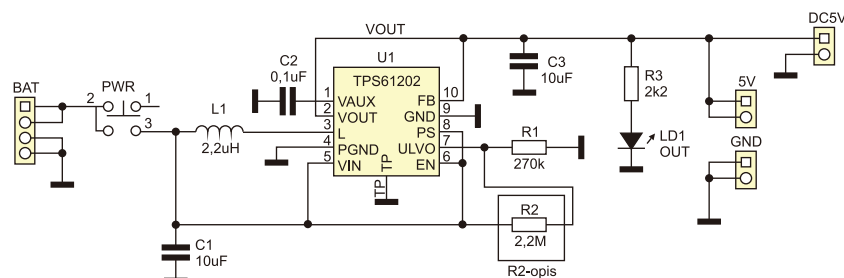 DC5V
VOUT
U1
C2
0,1uF
TPS61202
C3
10uF
BAT
PWR
2
1
3
L1
2,2uH
1 VAUX FB 10
2 VOUT GND 9
3 L PS 8
4 PGND ULVO 7
5 VIN EN 6
TP
TP
R1
270k
R3
2k2
LD1
OUT
5V
GND
C1
10uF
R2
2,2M
R2-opis